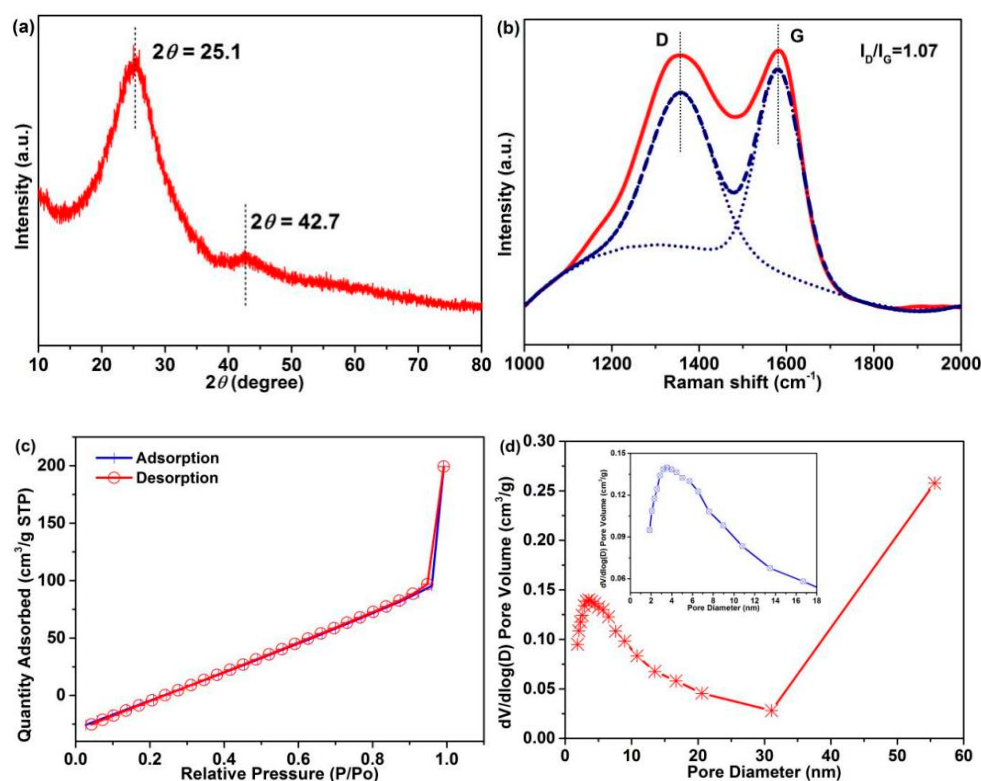 (a)
2θ = 25.1
2θ = 42.7
Intensity (a.u.)
10 20 30 40 50 60 70 80
2θ (degree)
(b)
D
G
I_D/I_G=1.07
Intensity (a.u.)
1000 1200 1400 1600 1800 2000
Raman shift (cm⁻¹)
(c)
Adsorption
Desorption
Quantity Adsorbed (cm³/g STP)
200
150
100
50
0
0.0 0.2 0.4 0.6 0.8 1.0
Relative Pressure (P/Po)
(d)
dV/dlog(D) Pore Volume (cm³/g)
0.30
0.25
0.20
0.15
0.10
0.05
0.00
0 10 20 30 40 50 60
Pore Diameter (nm)
dV/dlog(D) Pore Volume (cm³/g)
0.15
0.12
0.09
0.06
0 2 4 6 8 10 12 14 16 18
Pore Diameter (nm)